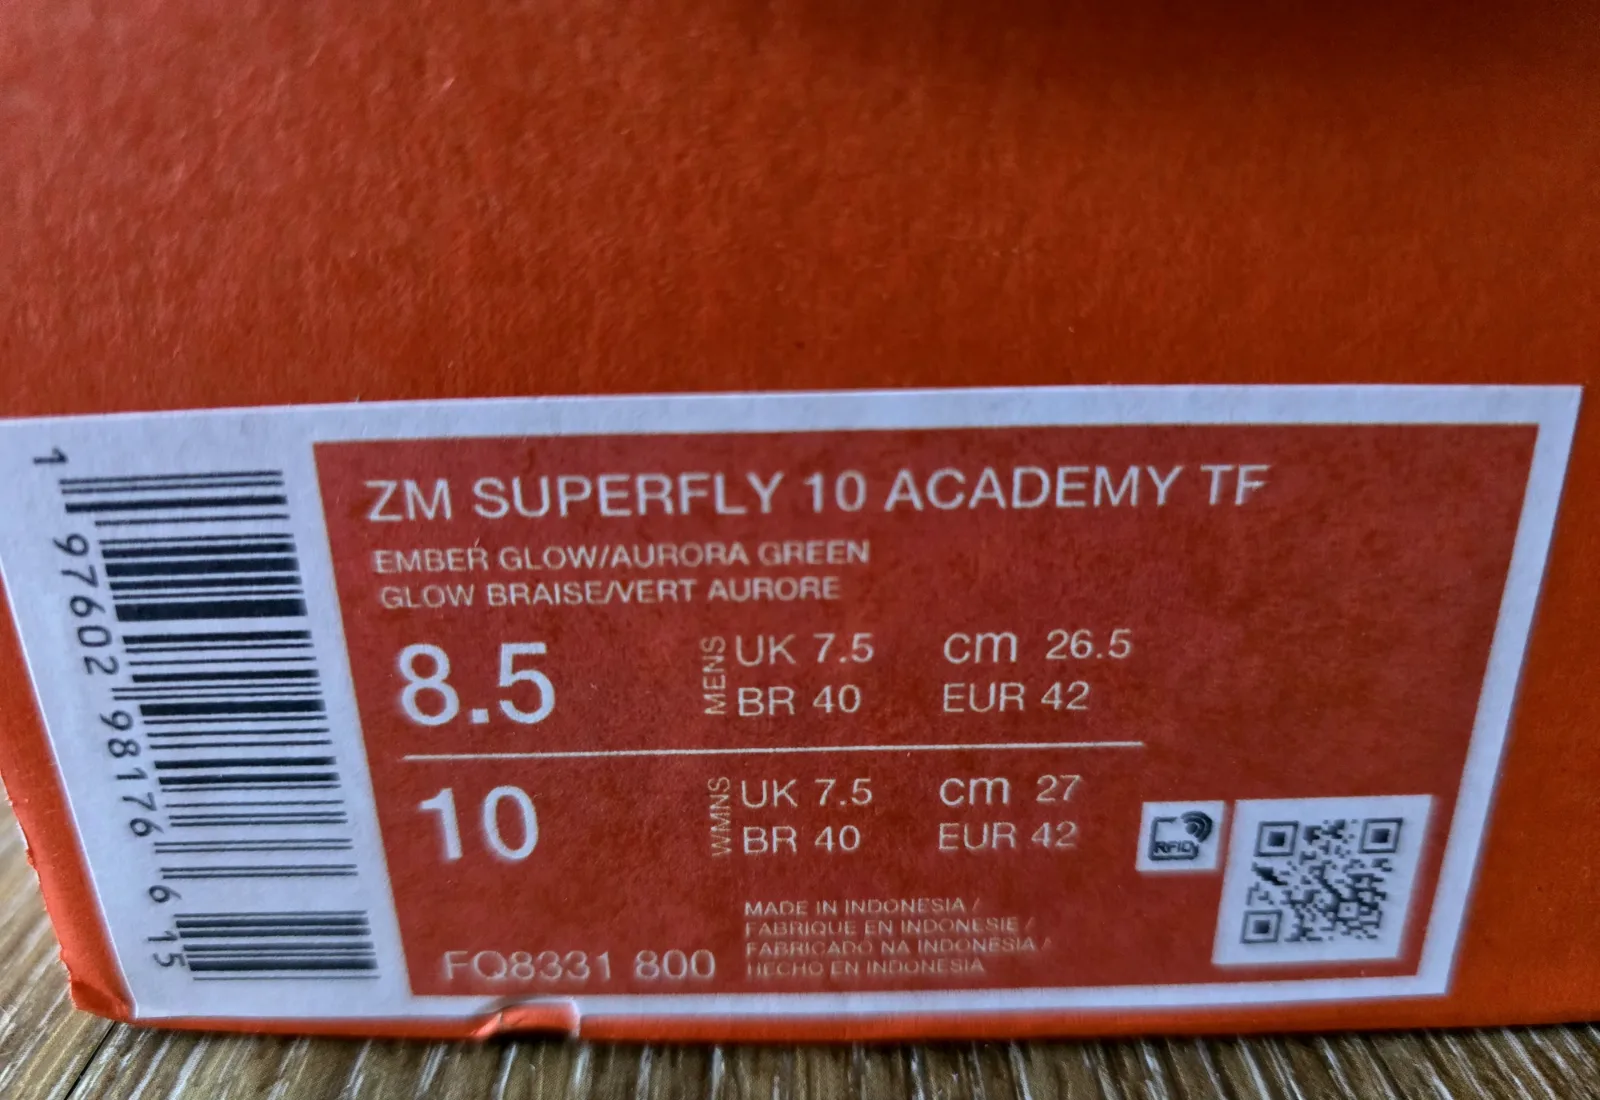 1 97602 98176 6 15
ZM SUPERFLY 10 ACADEMY TF
EMBER GLOW/AURORA GREEN
GLOW BRAISE/VERT AURORE
8.5
MENS
UK 7.5 cm 26.5
BR 40 EUR 42
10
WMNS
UK 7.5 cm 27
BR 40 EUR 42
RFID
MADE IN INDONESIA /
FABRIQUE EN INDONESIE /
FABRICADO NA INDONESIA /
HECHO EN INDONESIA
FQ8331 800